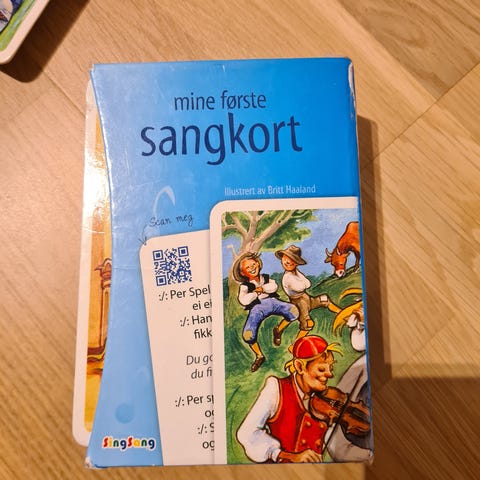 mine første
sangkort
Illustrert av Britt Haaland
Scan meg
:/: Per Spel
ei ei
:/: Han
fikk
Du go
du fi
:/: Per sp
og
:/: S
og
SingSang